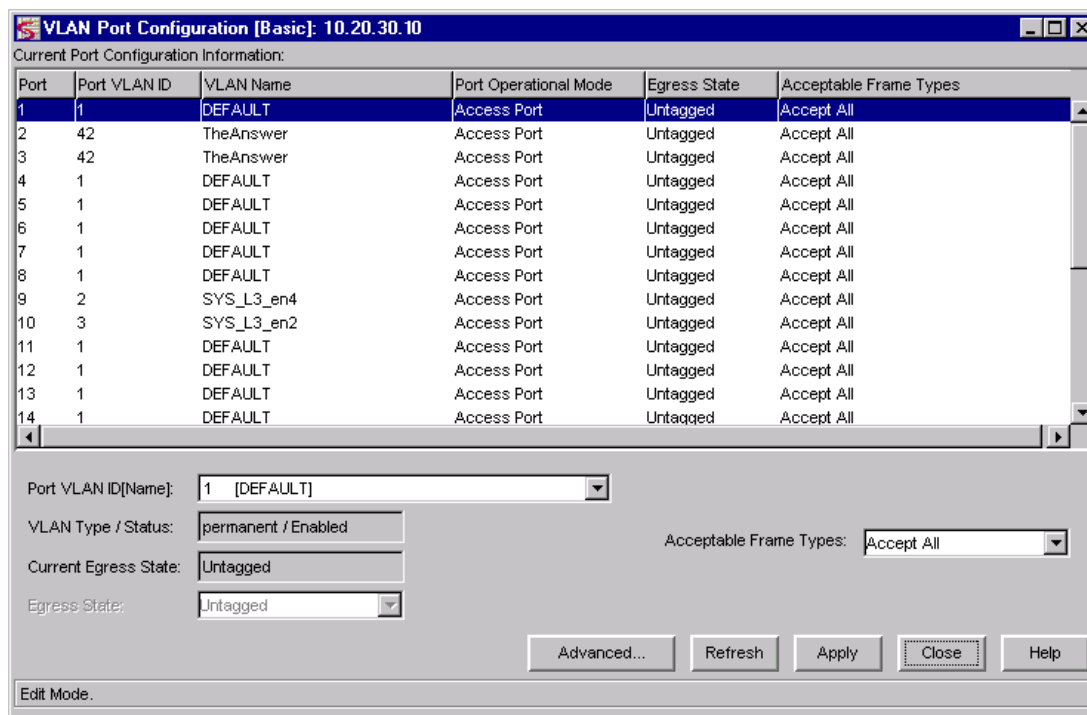 VLAN Port Configuration [Basic]: 10.20.30.10
Current Port Configuration Information:
Port Port VLAN ID VLAN Name Port Operational Mode Egress State Acceptable Frame Types
1 1 DEFAULT Access Port Untagged Accept All
2 42 TheAnswer Access Port Untagged Accept All
3 42 TheAnswer Access Port Untagged Accept All
4 1 DEFAULT Access Port Untagged Accept All
5 1 DEFAULT Access Port Untagged Accept All
6 1 DEFAULT Access Port Untagged Accept All
7 1 DEFAULT Access Port Untagged Accept All
8 1 DEFAULT Access Port Untagged Accept All
9 2 SYS_L3_en4 Access Port Untagged Accept All
10 3 SYS_L3_en2 Access Port Untagged Accept All
11 1 DEFAULT Access Port Untagged Accept All
12 1 DEFAULT Access Port Untagged Accept All
13 1 DEFAULT Access Port Untagged Accept All
14 1 DEFAULT Access Port Untagged Accept All
Port VLAN ID[Name]: 1 [DEFAULT]
VLAN Type / Status: permanent / Enabled
Acceptable Frame Types: Accept All
Current Egress State: Untagged
Egress State: Untagged
Advanced... Refresh Apply Close Help
Edit Mode.